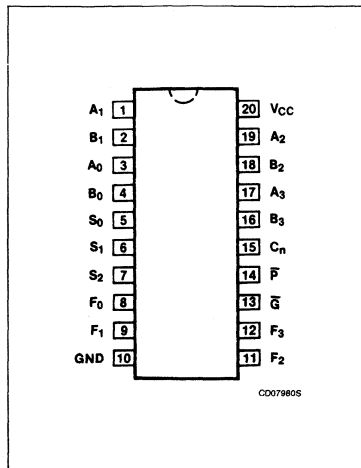 A1 1 20 VCC
B1 2 19 A2
A0 3 18 B2
B0 4 17 A3
S0 5 16 B3
S1 6 15 Cn
S2 7 14 P̅
F0 8 13 G̅
F1 9 12 F3
GND 10 11 F2
CD07980S